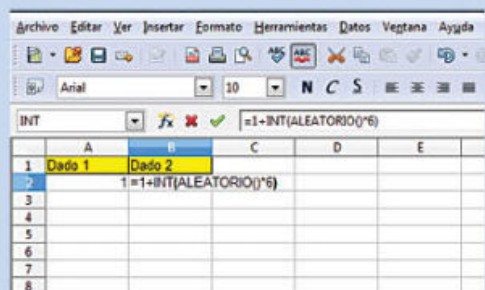 Archivo Editar Ver Insertar Formato Herramientas Datos Ventana Ayuda
Arial 10 N C S
INT =1+INT(ALEATORIO()*6)
A B C D E
1 Dado 1 Dado 2
2 1 =1+INT(ALEATORIO()*6)
3
4
5
6
7
8